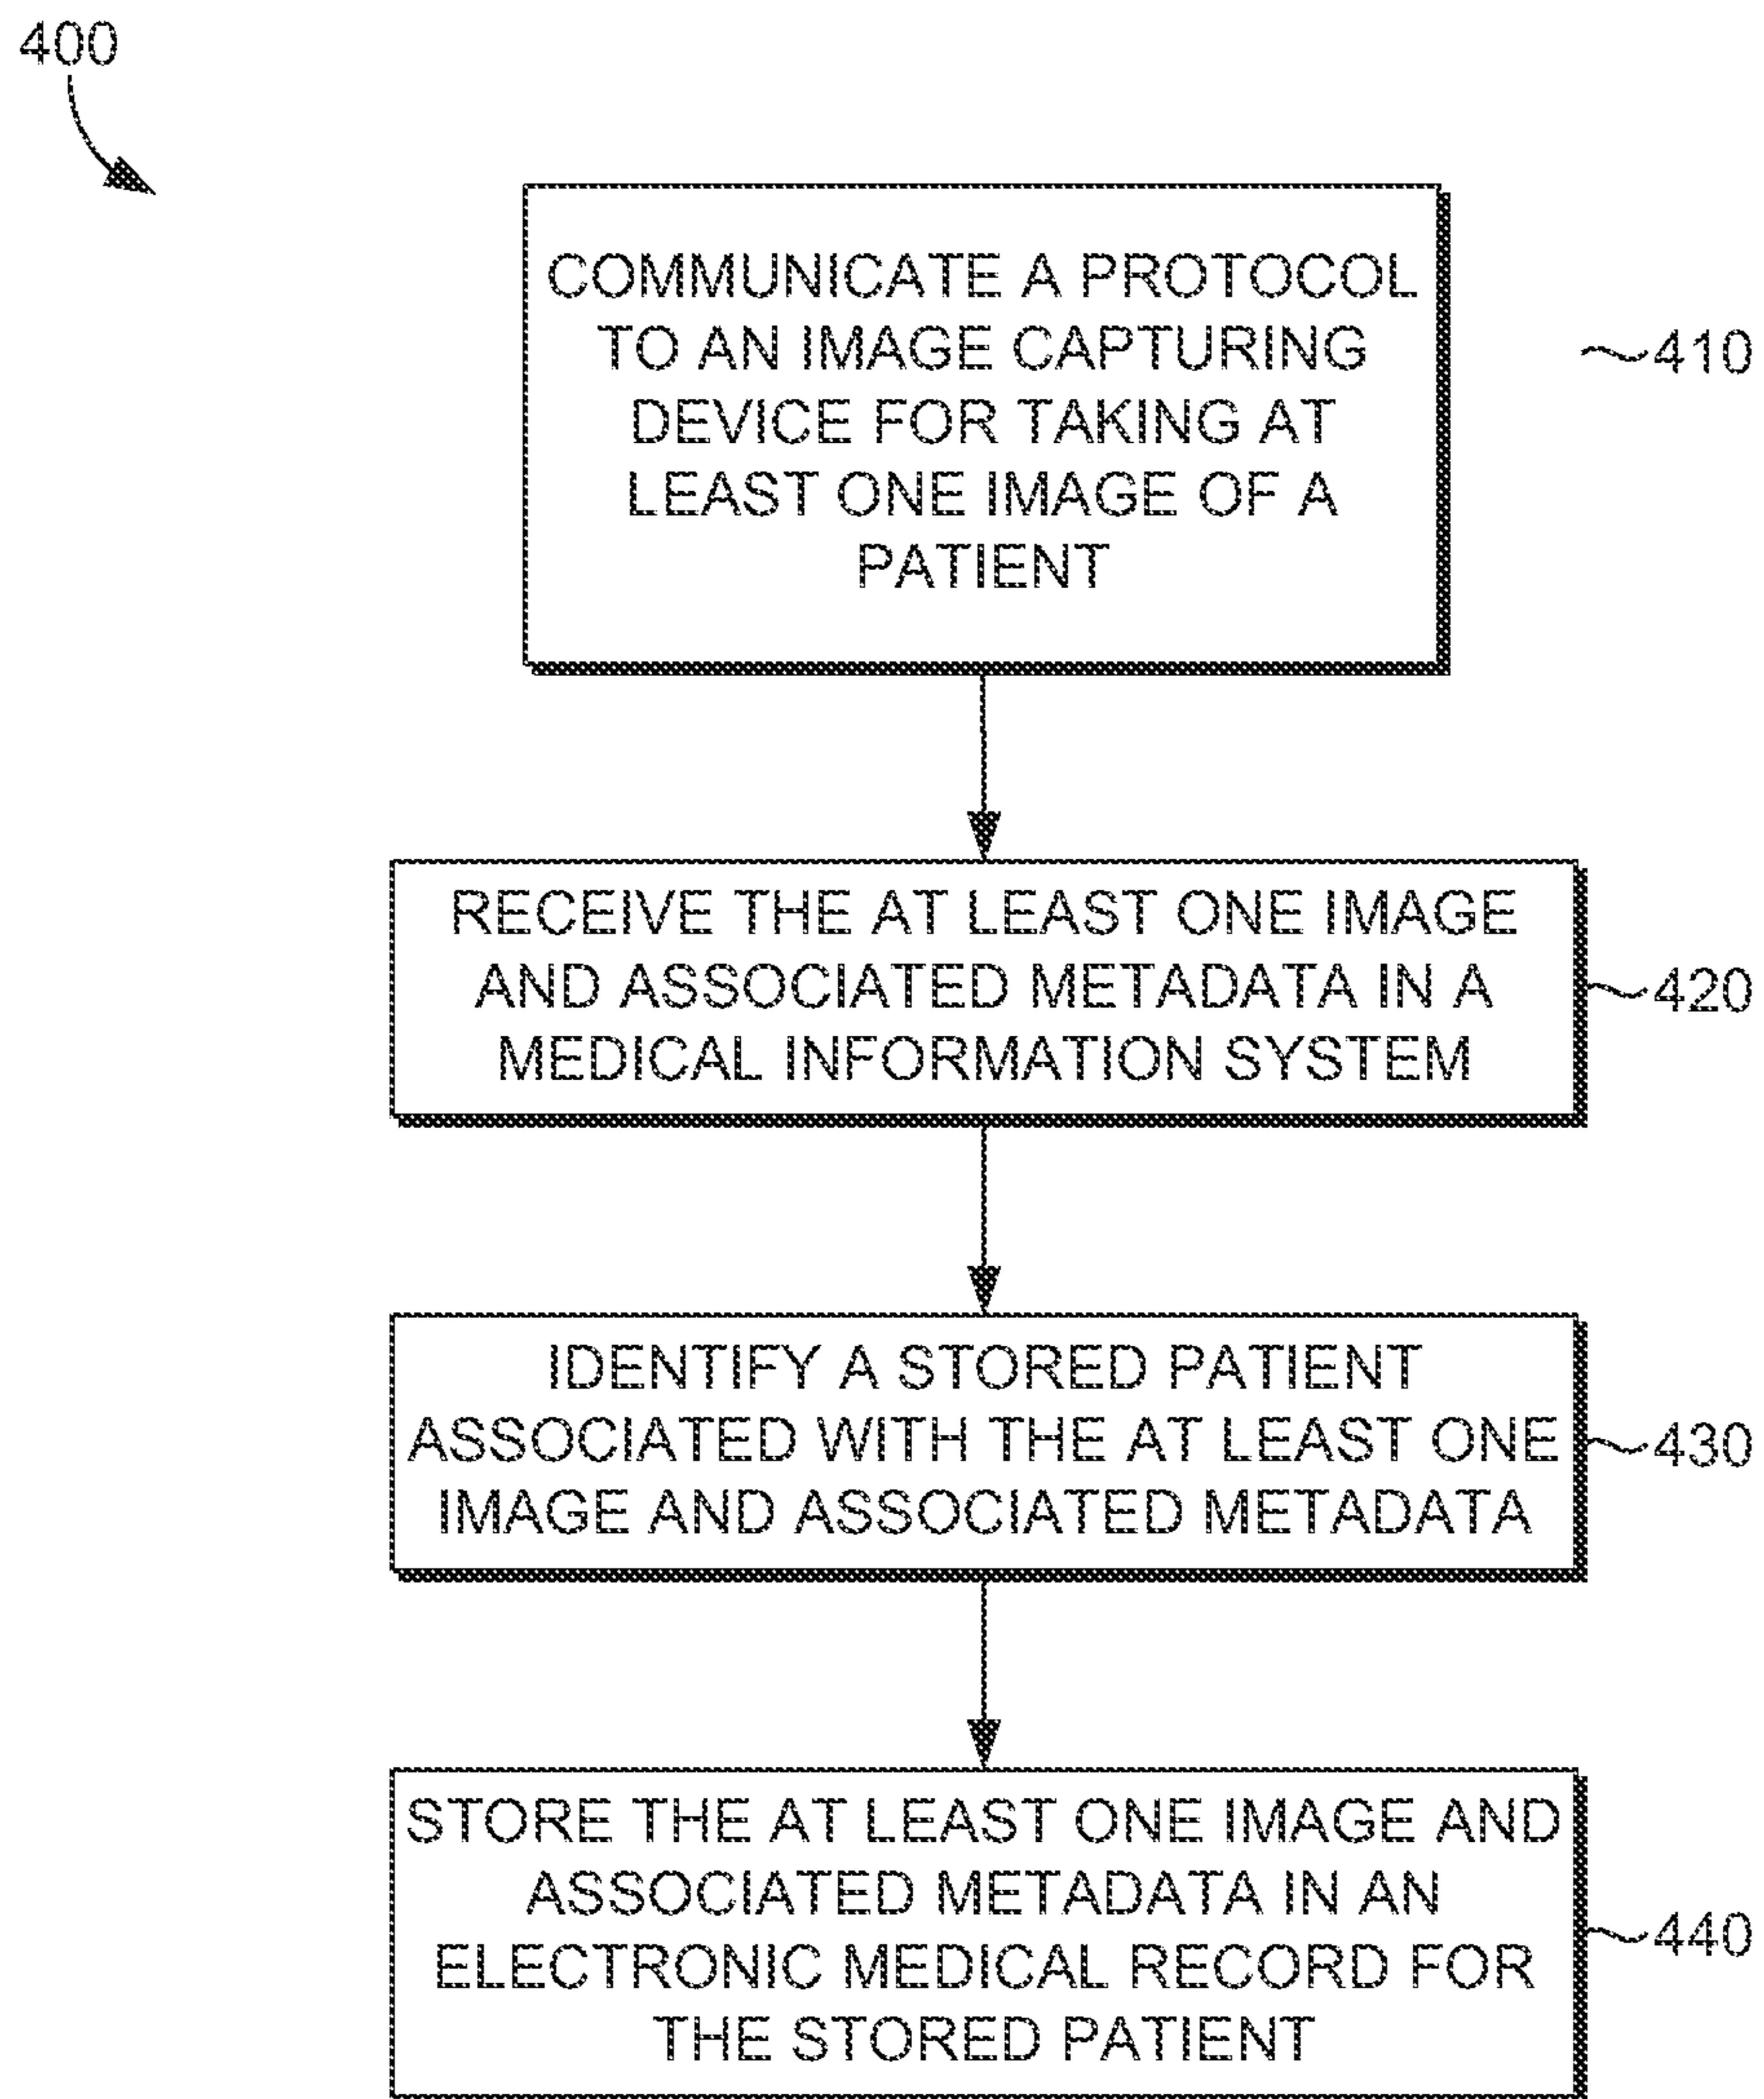 400
COMMUNICATE A PROTOCOL
TO AN IMAGE CAPTURING
DEVICE FOR TAKING AT
LEAST ONE IMAGE OF A
PATIENT
410
RECEIVE THE AT LEAST ONE IMAGE
AND ASSOCIATED METADATA IN A
MEDICAL INFORMATION SYSTEM
420
IDENTIFY A STORED PATIENT
ASSOCIATED WITH THE AT LEAST ONE
IMAGE AND ASSOCIATED METADATA
430
STORE THE AT LEAST ONE IMAGE AND
ASSOCIATED METADATA IN AN
ELECTRONIC MEDICAL RECORD FOR
THE STORED PATIENT
440